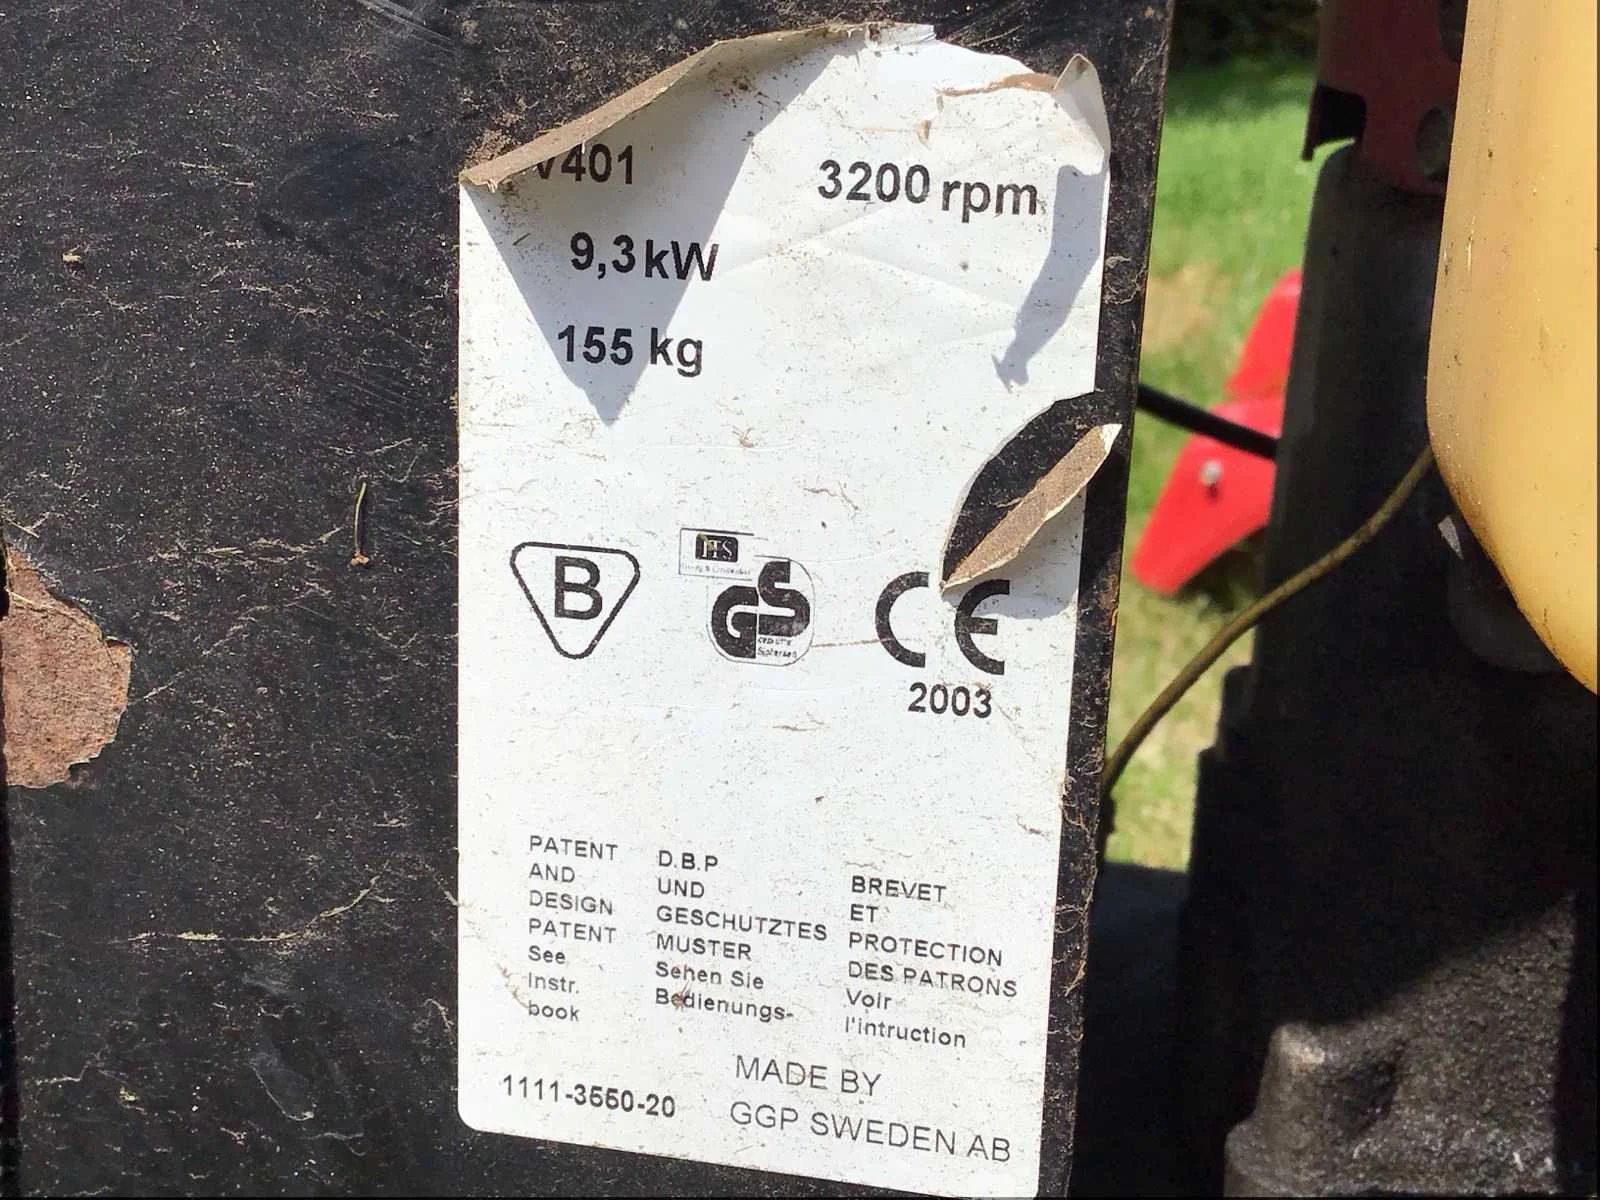 V401
3200 rpm
9,3 kW
155 kg
B
ITS
GS
CE
2003
PATENT
AND
DESIGN
PATENT
See
Instr.
book
D.B.P
UND
GESCHUTZTES
MUSTER
Sehen Sie
Bedienungs-
BREVET
ET
PROTECTION
DES PATRONS
Voir
l'intruction
1111-3550-20
MADE BY
GGP SWEDEN AB